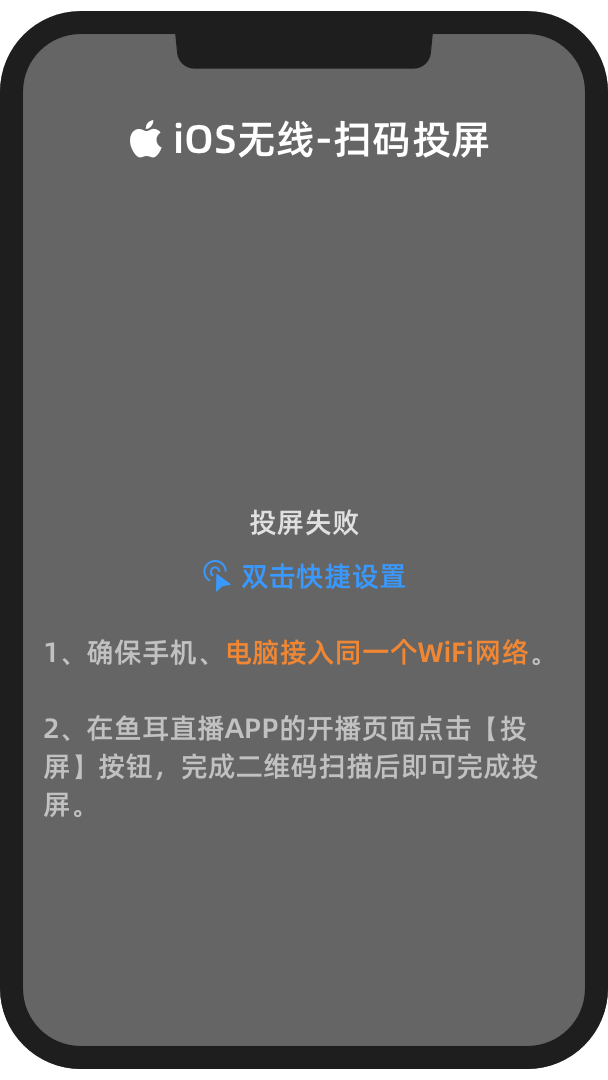 iOS无线-扫码投屏
投屏失败
双击快捷设置
1、确保手机、电脑接入同一个WiFi网络。
2、在鱼耳直播APP的开播页面点击【投
屏】按钮，完成二维码扫描后即可完成投
屏。